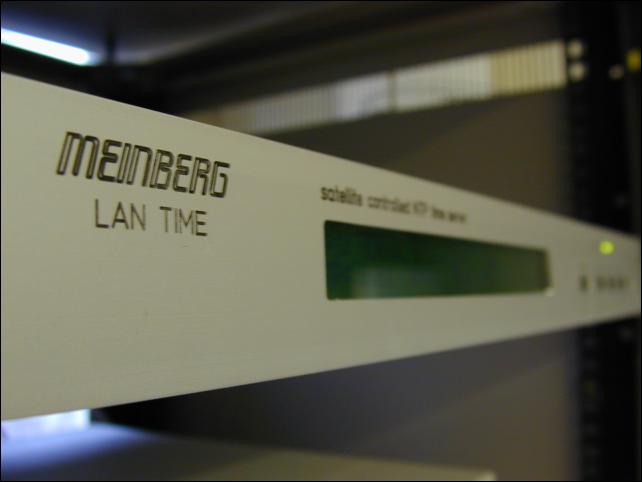 MEINBERG
LAN TIME
satellite controlled NTP time server